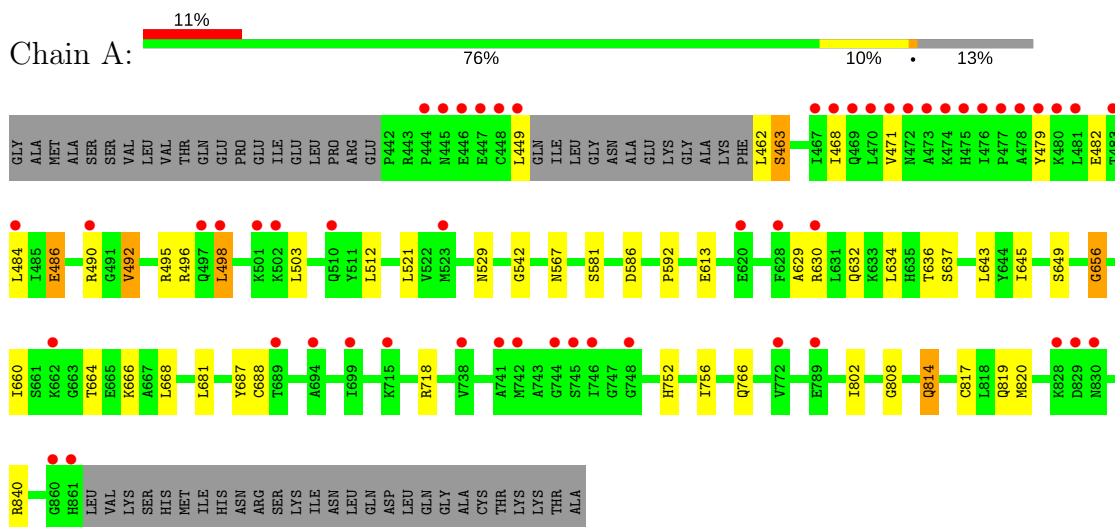 11%
Chain A:
76% 10% • 13%
GLY ALA MET ALA SER SER VAL LEU VAL THR GLN GLU PRO GLU ILE GLU LEU PRO ARG GLU P442 R443 P444 N445 E446 E447 C448 L449 GLN ILE LEU GLY ASN ALA GLU LYS GLY ALA LYS PHE L462 S463 I467 I468 Q469 L470 V471 N472 A473 K474 H475 I476 P477 A478 Y479 K480 L481 E482 T483
L484 I485 E486 R490 G491 V492 R495 R496 Q497 L498 K501 K502 L503 Q510 Y511 L512 L521 V522 M523 N529 G542 N567 S581 D586 P592 E613 E620 F628 A629 R630 L631 Q632 K633 L634 H635 T636 S637 L643 Y644 I645 S649 G656
I660 S661 K662 G663 T664 E665 K666 A667 L668 L681 Y687 C688 T689 A694 I699 K715 R718 V738 A741 M742 A743 G744 S745 I746 G747 G748 H752 I756 Q766 V772 E789 I802 G808 Q814 C817 L818 Q819 M820 K828 D829 N830
R840 G860 H861 LEU VAL LYS SER HIS MET ILE HIS ASN ARG SER LYS ILE ASN LEU GLN ASP LEU GLN GLY ALA CYS THR LYS LYS THR ALA